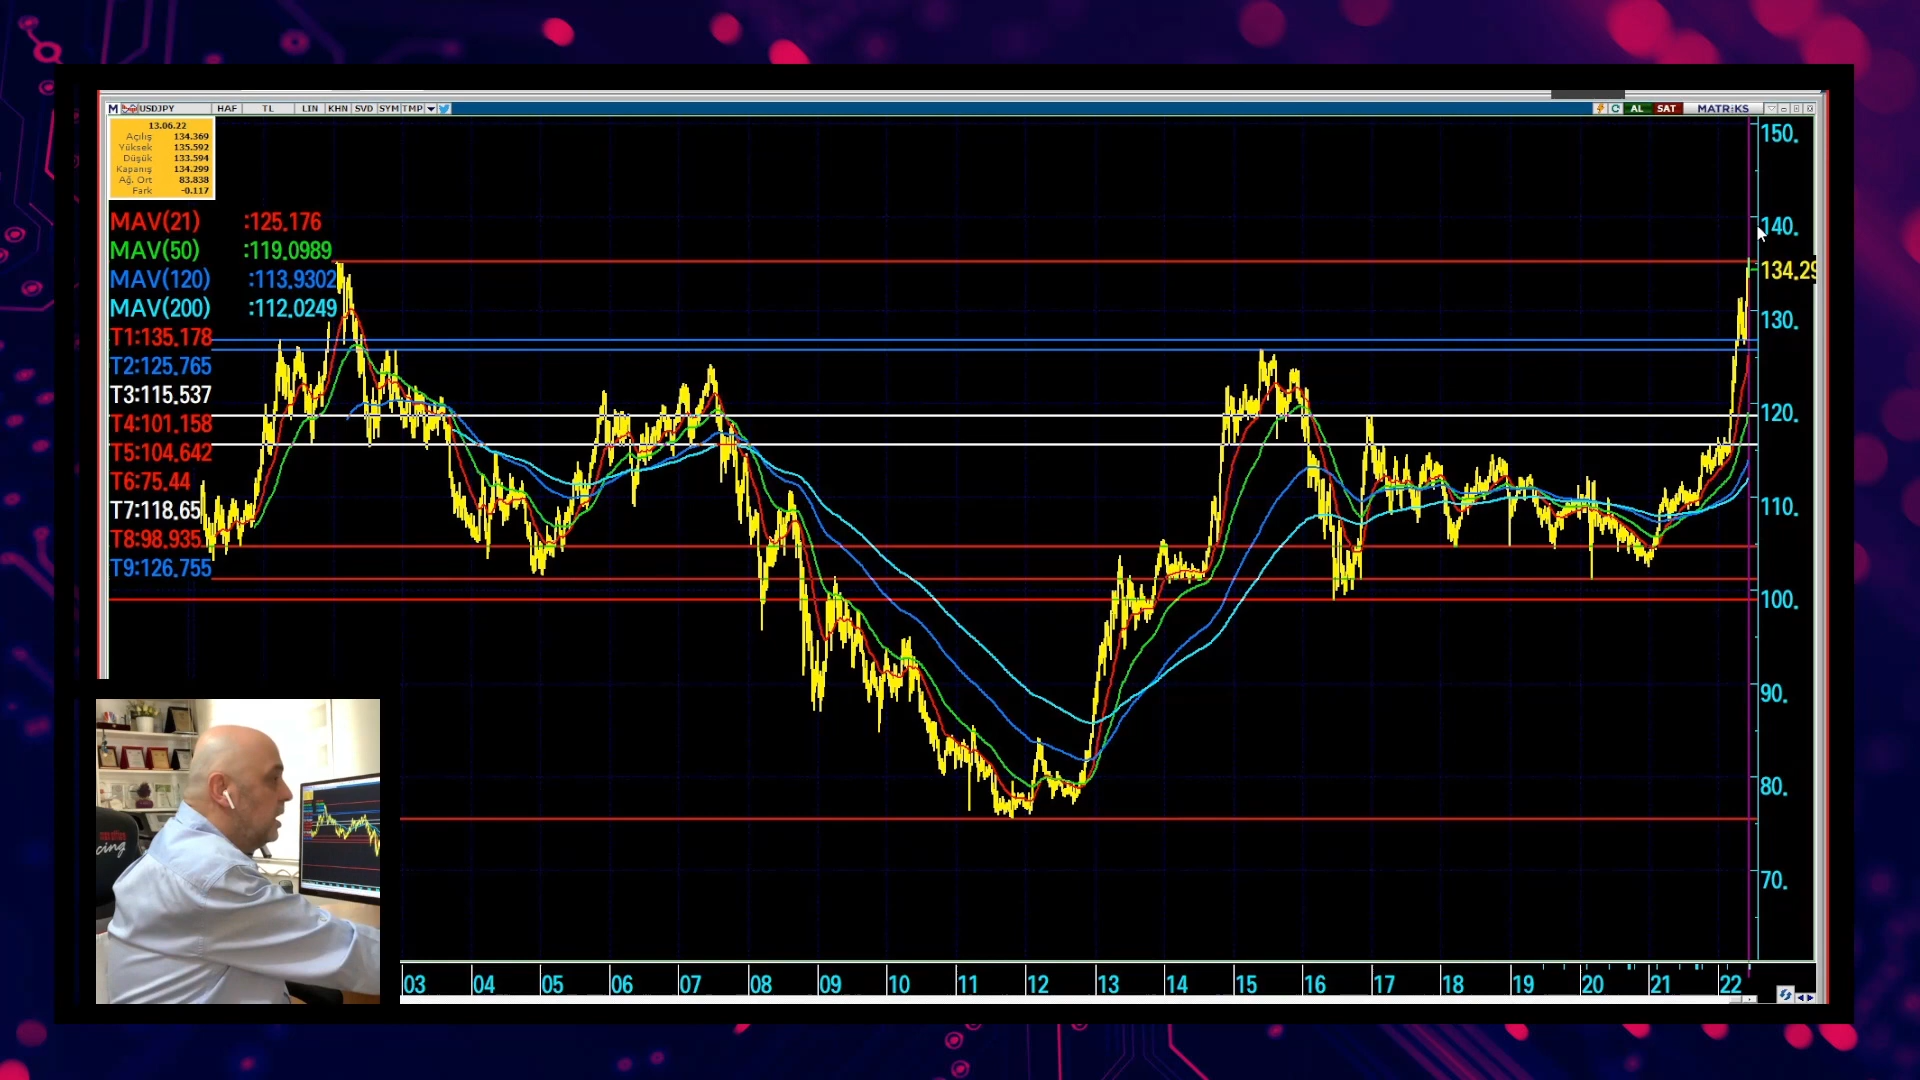 M USDJPY HAF TL LIN KHN SVD SYM TMP AL SAT MATRiKS
13.06.22
Açılış 134.369
Yüksek 135.592
Düşük 133.594
Kapanış 134.299
Ağ. Ort 83.838
Fark -0.117
MAV(21) :125.176
MAV(50) :119.0989
MAV(120) :113.9302
MAV(200) :112.0249
T1:135.178
T2:125.765
T3:115.537
T4:101.158
T5:104.642
T6:75.44
T7:118.65
T8:98.935
T9:126.755
150.
140.
134.29
130.
120.
110.
100.
90.
80.
70.
03 04 05 06 07 08 09 10 11 12 13 14 15 16 17 18 19 20 21 22